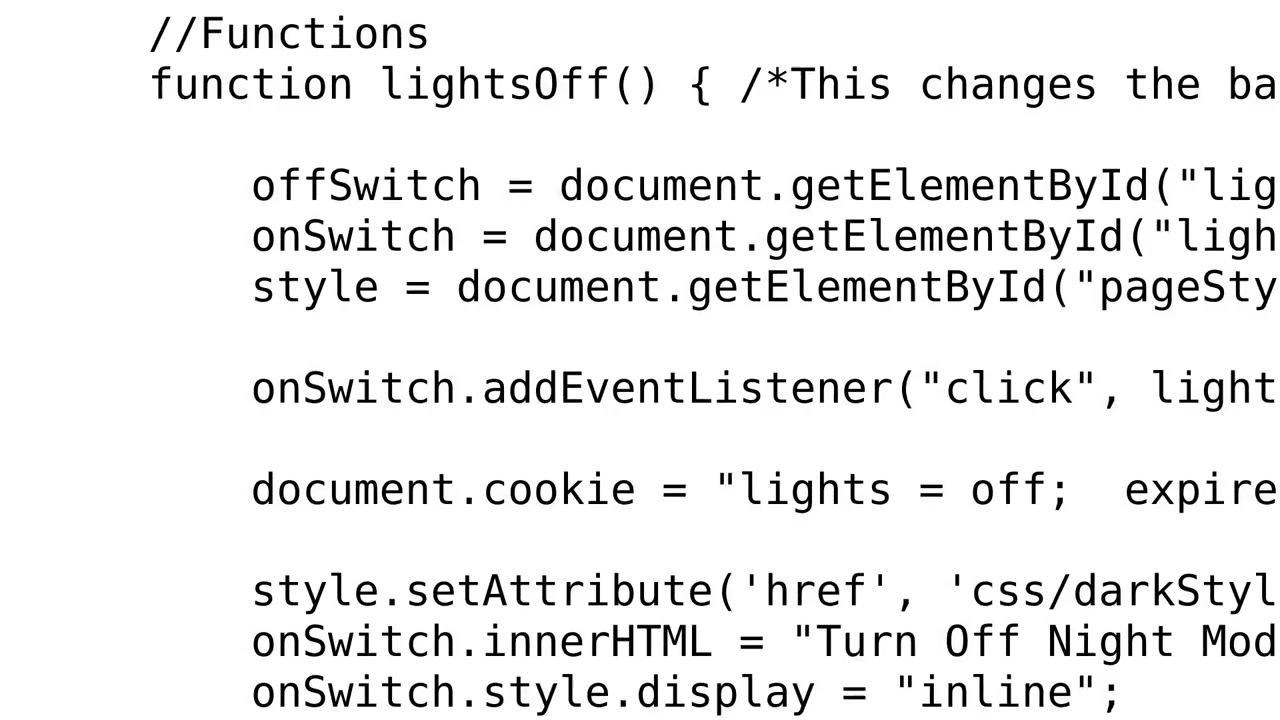 //Functions
function lightsOff() { /*This changes the ba
offSwitch = document.getElementById("lig
onSwitch = document.getElementById("ligh
style = document.getElementById("pageSty
onSwitch.addEventListener("click", light
document.cookie = "lights = off;  expire
style.setAttribute('href', 'css/darkStyl
onSwitch.innerHTML = "Turn Off Night Mod
onSwitch.style.display = "inline";